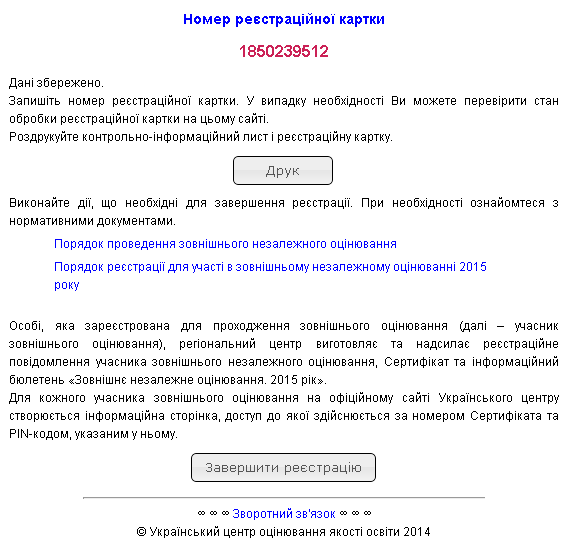 Номер реєстраційної картки
1850239512
Дані збережено.
Запишіть номер реєстраційної картки. У випадку необхідності Ви можете перевірити стан
обробки реєстраційної картки на цьому сайті.
Роздрукуйте контрольно-інформаційний лист і реєстраційну картку.
Друк
Виконайте дії, що необхідні для завершення реєстрації. При необхідності ознайомтеся з
нормативними документами.
Порядок проведення зовнішнього незалежного оцінювання
Порядок реєстрації для участі в зовнішньому незалежному оцінюванні 2015
року
Особі, яка зареєстрована для проходження зовнішнього оцінювання (далі – учасник
зовнішнього оцінювання), регіональний центр виготовляє та надсилає реєстраційне
повідомлення учасника зовнішнього незалежного оцінювання, Сертифікат та інформаційний
бюлетень «Зовнішнє незалежне оцінювання. 2015 рік».
Для кожного учасника зовнішнього оцінювання на офіційному сайті Українського центру
створюється інформаційна сторінка, доступ до якої здійснюється за номером Сертифіката та
PIN-кодом, указаним у ньому.
Завершити реєстрацію
∞ ∞ ∞ Зворотний зв'язок ∞ ∞ ∞
© Український центр оцінювання якості освіти 2014